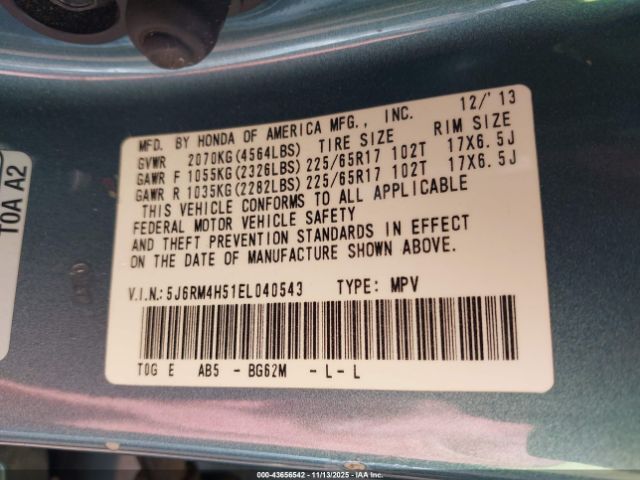 MFD. BY HONDA OF AMERICA MFG., INC. 12/'13
GVWR 2070KG(4564LBS) TIRE SIZE RIM SIZE
GAWR F 1055KG(2326LBS) 225/65R17 102T 17X6.5J
GAWR R 1035KG(2282LBS) 225/65R17 102T 17X6.5J
THIS VEHICLE CONFORMS TO ALL APPLICABLE
FEDERAL MOTOR VEHICLE SAFETY
AND THEFT PREVENTION STANDARDS IN EFFECT
ON THE DATE OF MANUFACTURE SHOWN ABOVE.
V.I.N.: 5J6RM4H51EL040543 TYPE: MPV
T0G E AB5 - BG62M - L - L
T0A A2
000-43656542 - 11/13/2025 - IAAI.COM